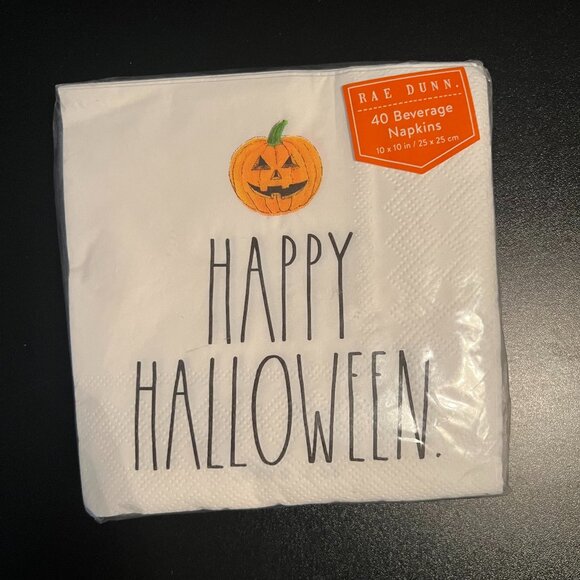 RAE DUNN.
40 Beverage
Napkins
10 x 10 in / 25 x 25 cm
HAPPY
HALLOWEEN.